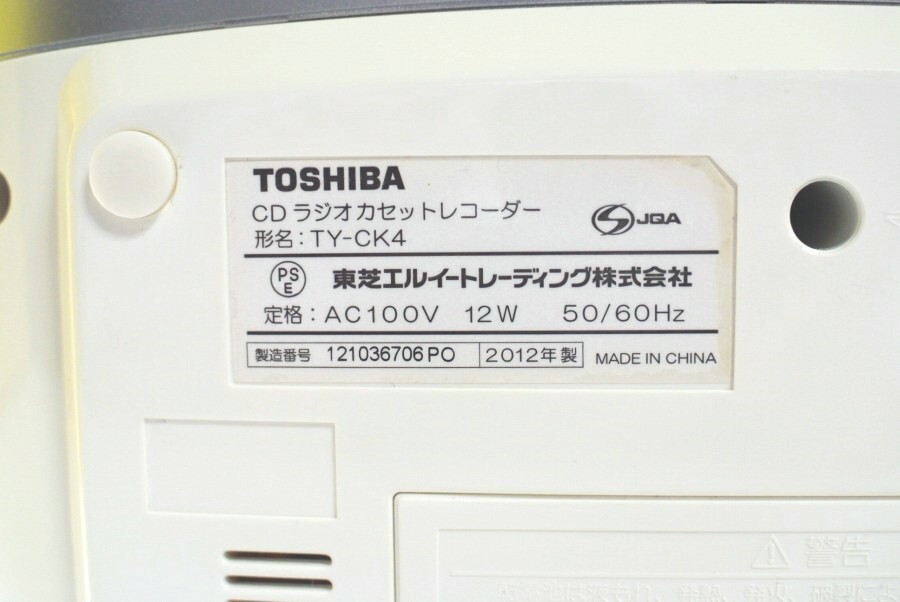 TOSHIBA
CDラジオカセットレコーダー
形名：TY-CK4
JQA
PS
E
東芝エルイートレーディング株式会社
定格：AC100V 12W 50/60Hz
製造番号 121036706PO 2012年製 MADE IN CHINA
警告